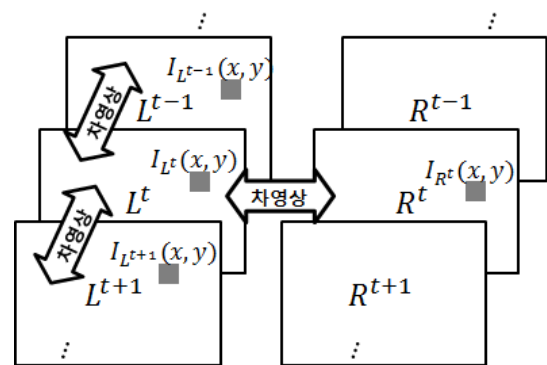 ⋮ ⋮
I_{L^{t-1}}(x, y)
차영상 L^{t-1} R^{t-1}
I_{L^t}(x, y) I_{R^t}(x, y)
차영상 L^t 차영상 R^t
I_{L^{t+1}}(x, y)
L^{t+1} R^{t+1}
⋮ ⋮